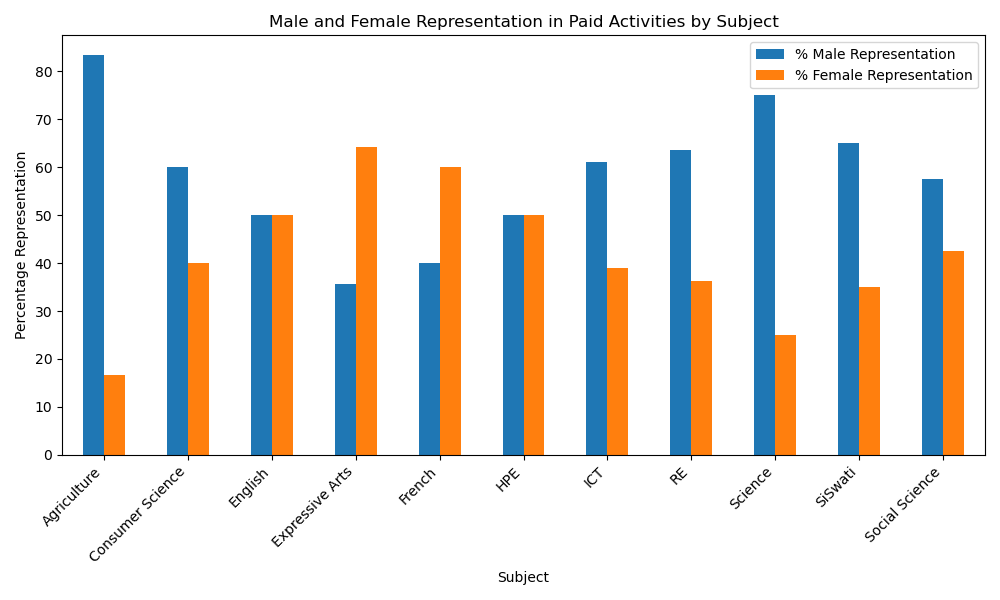 Male and Female Representation in Paid Activities by Subject
% Male Representation
% Female Representation
Percentage Representation
80
70
60
50
40
30
20
10
0
Agriculture
Consumer Science
English
Expressive Arts
French
HPE
ICT
RE
Science
SiSwati
Social Science
Subject